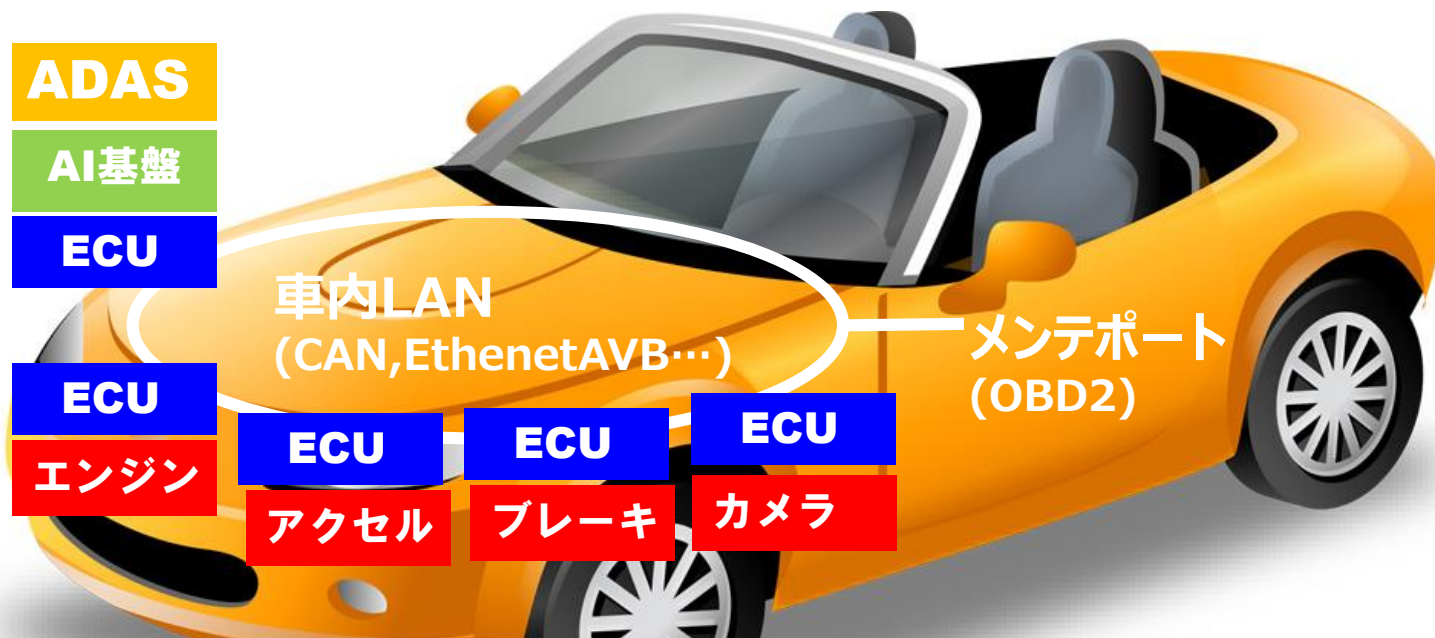 ADAS
AI基盤
ECU
車内LAN
(CAN,EthenetAVB…)
メンテポート
(OBD2)
ECU
エンジン
ECU
アクセル
ECU
ブレーキ
ECU
カメラ